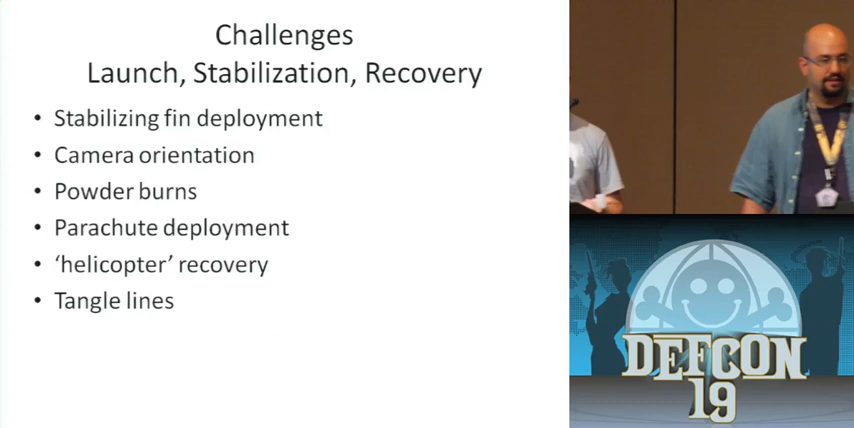 Challenges
Launch, Stabilization, Recovery
• Stabilizing fin deployment
• Camera orientation
• Powder burns
• Parachute deployment
• ‘helicopter’ recovery
• Tangle lines
DEFCON
19